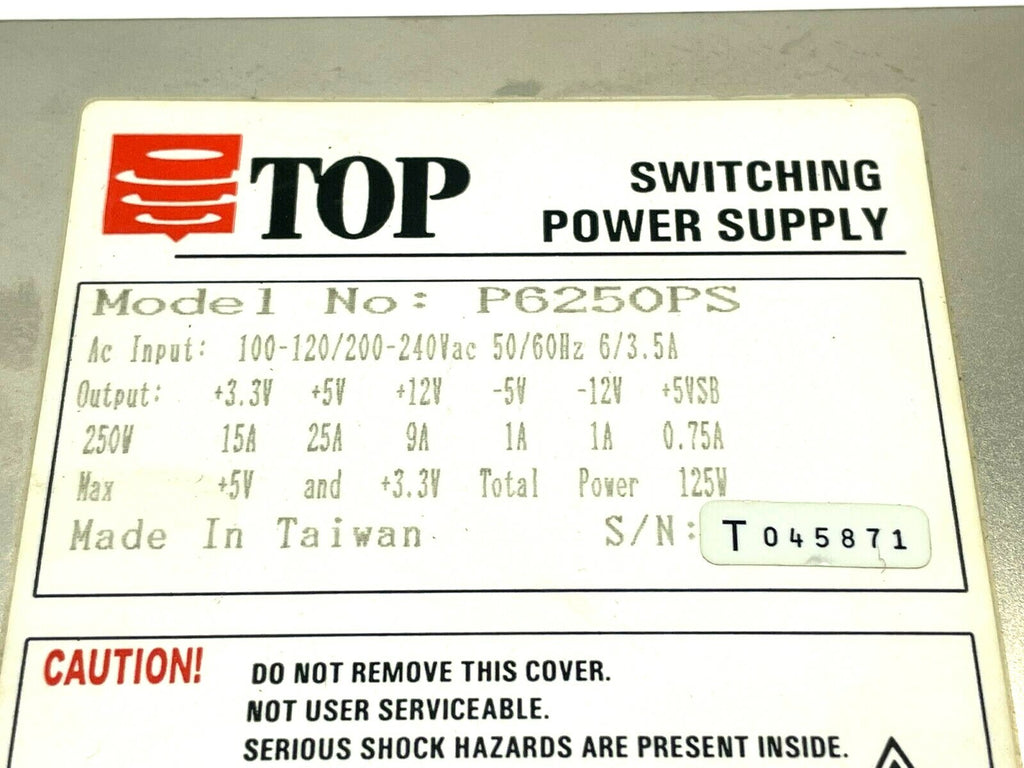 TOP
SWITCHING
POWER SUPPLY
Model No: P6250PS
Ac Input: 100-120/200-240Vac 50/60Hz 6/3.5A
Output: +3.3V +5V +12V -5V -12V +5VSB
250W 15A 25A 9A 1A 1A 0.75A
Max +5V and +3.3V Total Power 125W
Made In Taiwan S/N: T 045871
CAUTION! DO NOT REMOVE THIS COVER.
NOT USER SERVICEABLE.
SERIOUS SHOCK HAZARDS ARE PRESENT INSIDE.